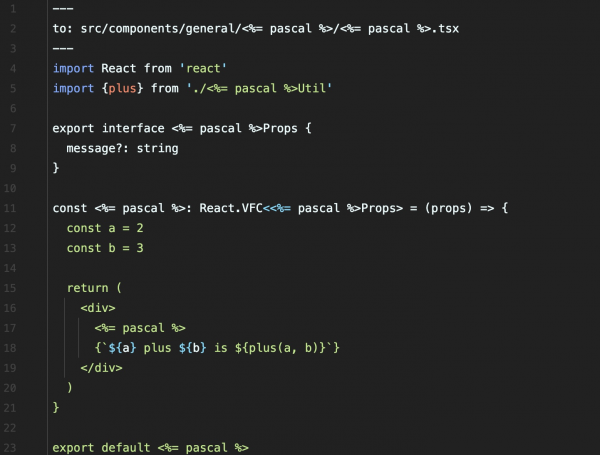 1 ---
2 to: src/components/general/<%= pascal %>/<%= pascal %>.tsx
3 ---
4 import React from 'react'
5 import {plus} from './<%= pascal %>Util'
6
7 export interface <%= pascal %>Props {
8   message?: string
9 }
10
11 const <%= pascal %>: React.VFC<<%= pascal %>Props> = (props) => {
12   const a = 2
13   const b = 3
14
15   return (
16     <div>
17       <%= pascal %>
18       {`${a} plus ${b} is ${plus(a, b)}`}
19     </div>
20   )
21 }
22
23 export default <%= pascal %>